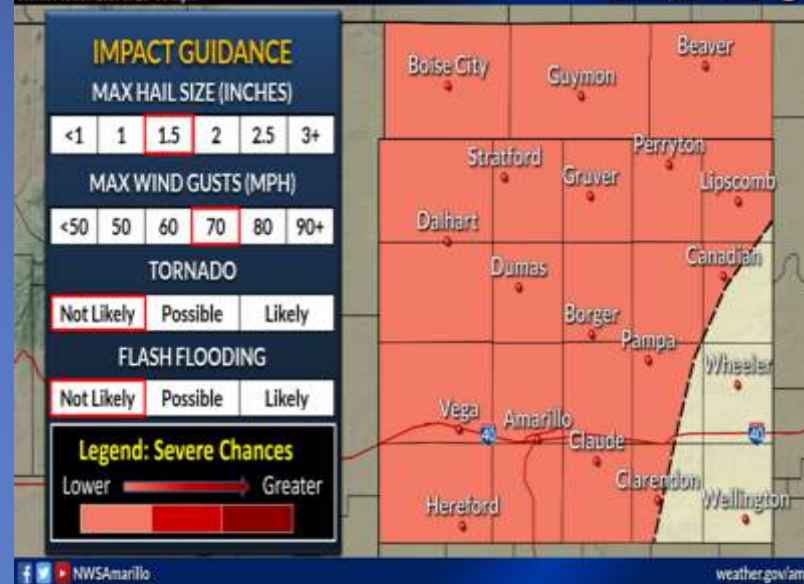 IMPACT GUIDANCE
MAX HAIL SIZE (INCHES)
<1 1 1.5 2 2.5 3+
MAX WIND GUSTS (MPH)
<50 50 60 70 80 90+
TORNADO
Not Likely Possible Likely
FLASH FLOODING
Not Likely Possible Likely
Legend: Severe Chances
Lower Greater
Beaver
Boise City
Guymon
Perryton
Stratford
Gruver
Lipscomb
Dalhart
Canadian
Dumas
Borger
Pampa
Wheeler
Vega
Amarillo
40
40
Claude
Clarendon
Wellington
Hereford
NWSAmarillo
weather.gov/am